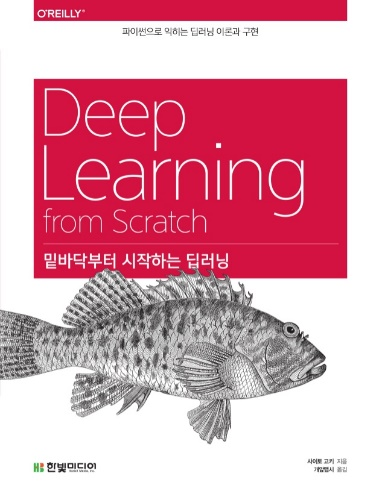 O'REILLY®
파이썬으로 익히는 딥러닝 이론과 구현
Deep
Learning
from Scratch
밑바닥부터 시작하는 딥러닝
사이토 고키 지음
개앞맵시 옮김
한빛미디어